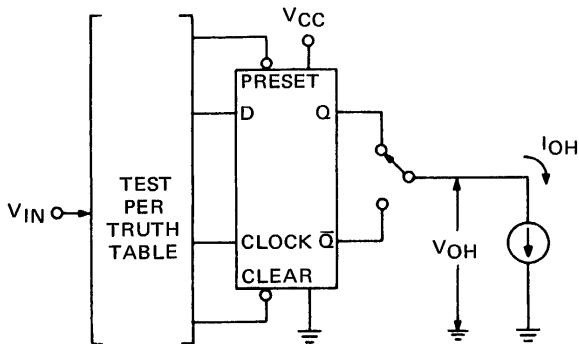 VCC
PRESET
D Q
IOH
TEST
PER
TRUTH
TABLE
VIN
CLOCK Q̅
VOH
CLEAR